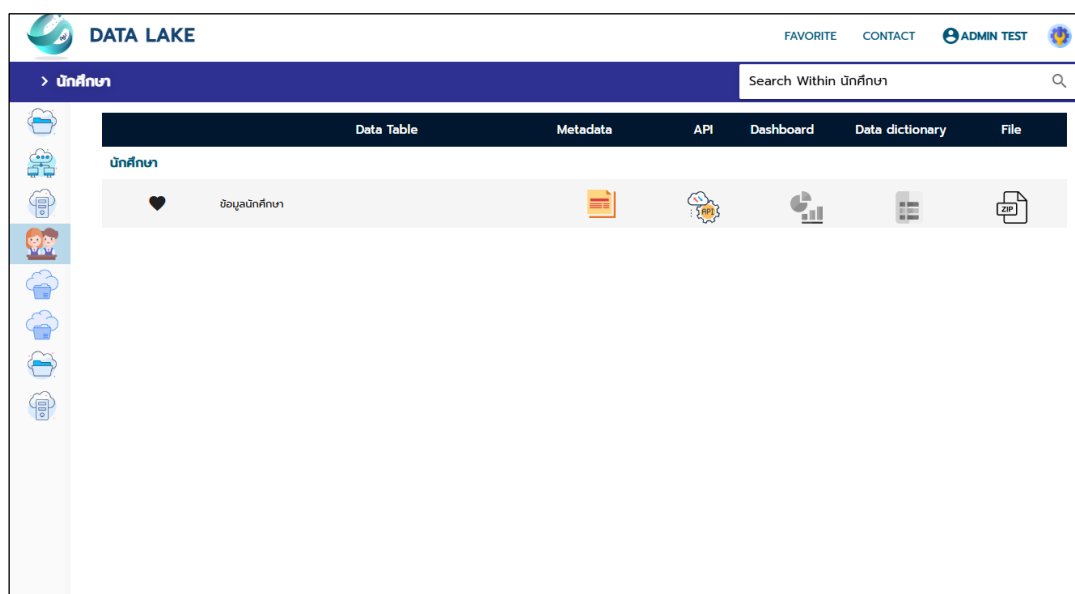 DATA LAKE
FAVORITE CONTACT ADMIN TEST
> นักศึกษา
Search Within นักศึกษา
Data Table Metadata API Dashboard Data dictionary File
นักศึกษา
ข้อมูลนักศึกษา
API
ZIP